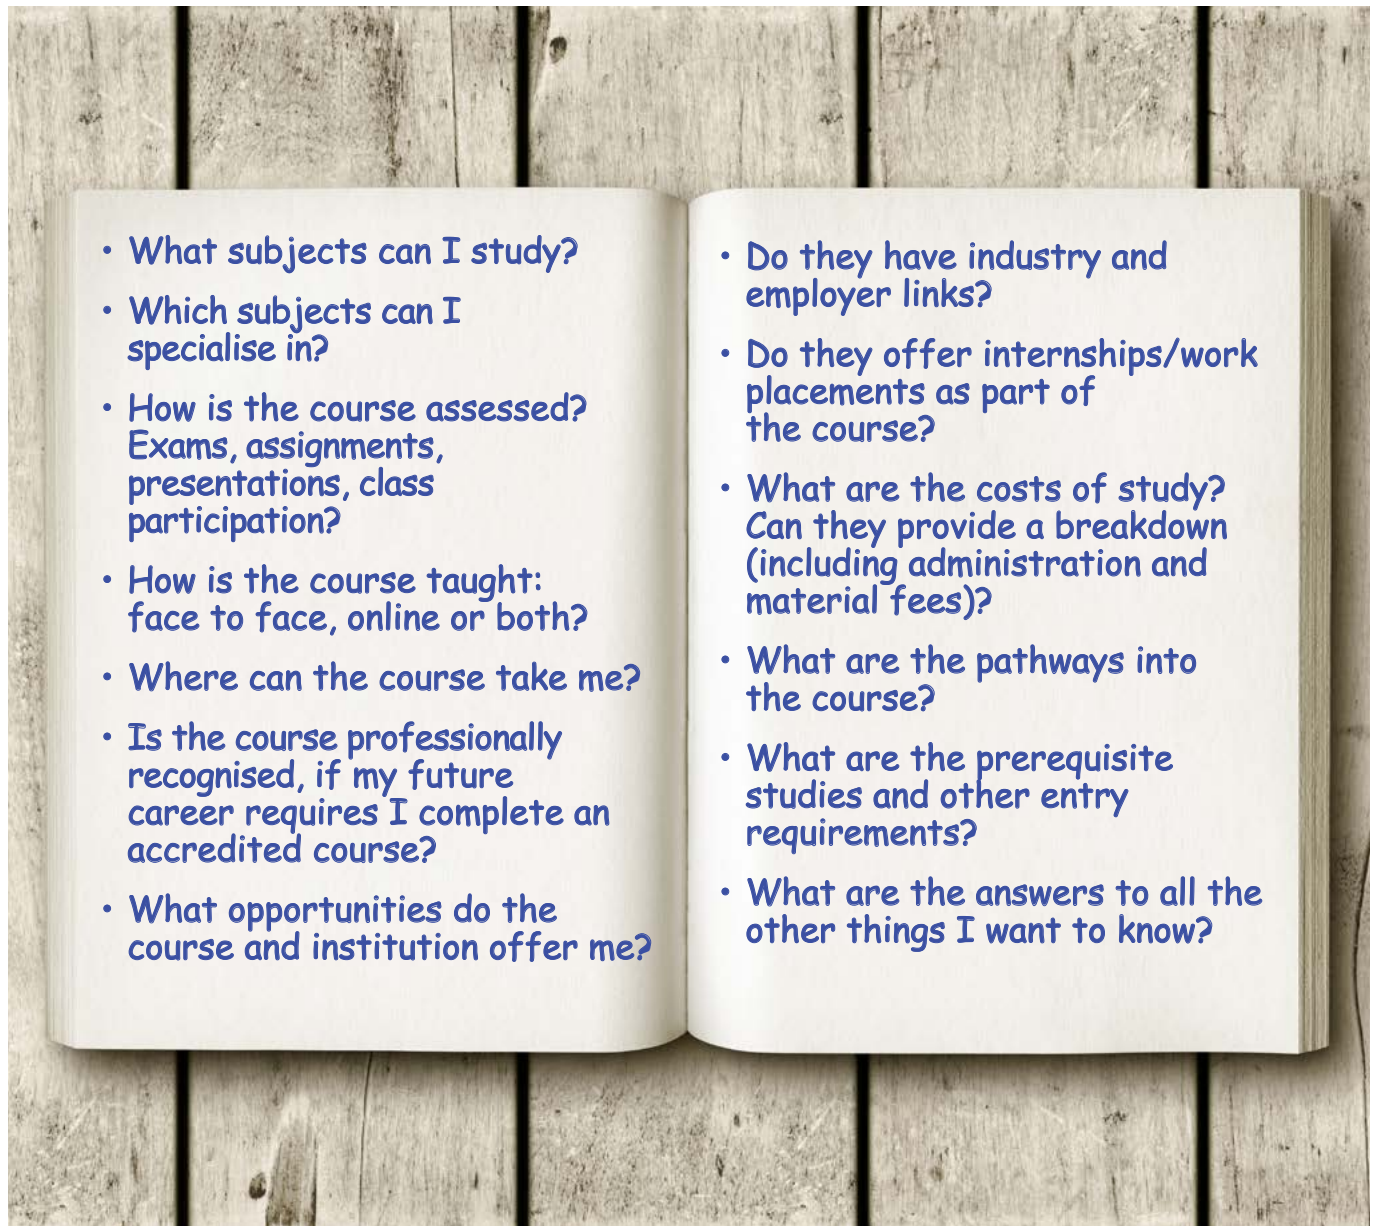 • What subjects can I study?
• Which subjects can I
specialise in?
• How is the course assessed?
Exams, assignments,
presentations, class
participation?
• How is the course taught:
face to face, online or both?
• Where can the course take me?
• Is the course professionally
recognised, if my future
career requires I complete an
accredited course?
• What opportunities do the
course and institution offer me?
• Do they have industry and
employer links?
• Do they offer internships/work
placements as part of
the course?
• What are the costs of study?
Can they provide a breakdown
(including administration and
material fees)?
• What are the pathways into
the course?
• What are the prerequisite
studies and other entry
requirements?
• What are the answers to all the
other things I want to know?